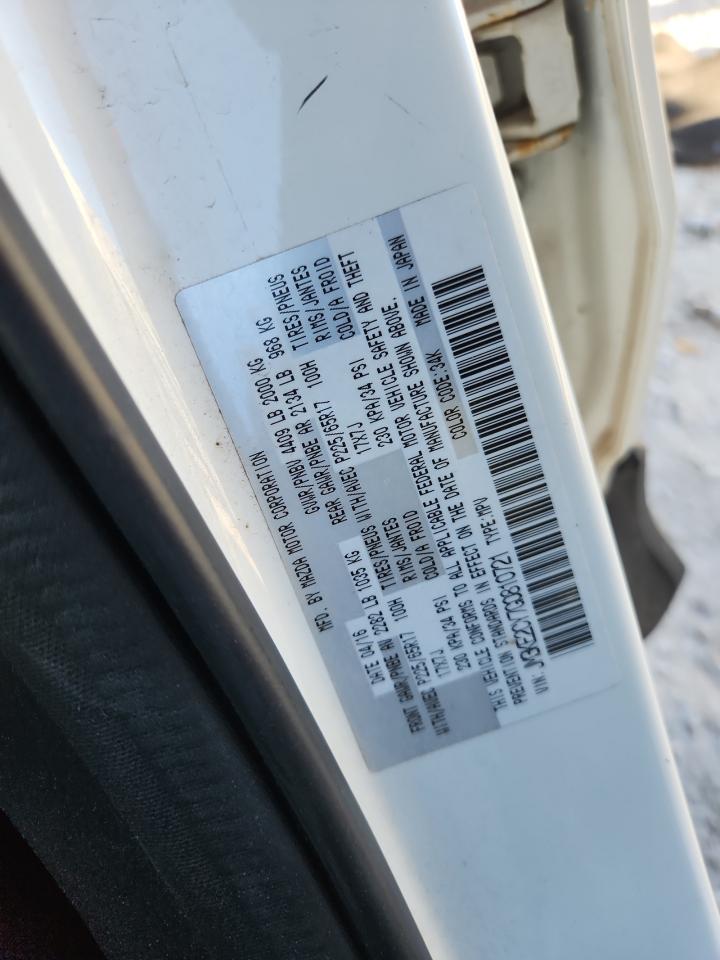 MFD. BY MAZDA MOTOR CORPORATION
DATE 04/16 GVWR/PNBV 4409 LB 2000 KG
FRONT GAWR/PNBE AV 2282 LB 1035 KG REAR GAWR/PNBE AR 2134 LB 968 KG
WITH/AVEC P225/65R17 100H TIRES/PNEUS WITH/AVEC P225/65R17 100H TIRES/PNEUS
17X7J RIMS JANTES 17X7J RIMS JANTES
230 KPA/34 PSI COLD/A FROID 230 KPA/34 PSI COLD/A FROID
THIS VEHICLE CONFORMS TO ALL APPLICABLE FEDERAL MOTOR VEHICLE SAFETY AND THEFT
PREVENTION STANDARDS IN EFFECT ON THE DATE OF MANUFACTURE SHOWN ABOVE.
VIN: TYPE:MPV COLOR CODE:34K MADE IN JAPAN